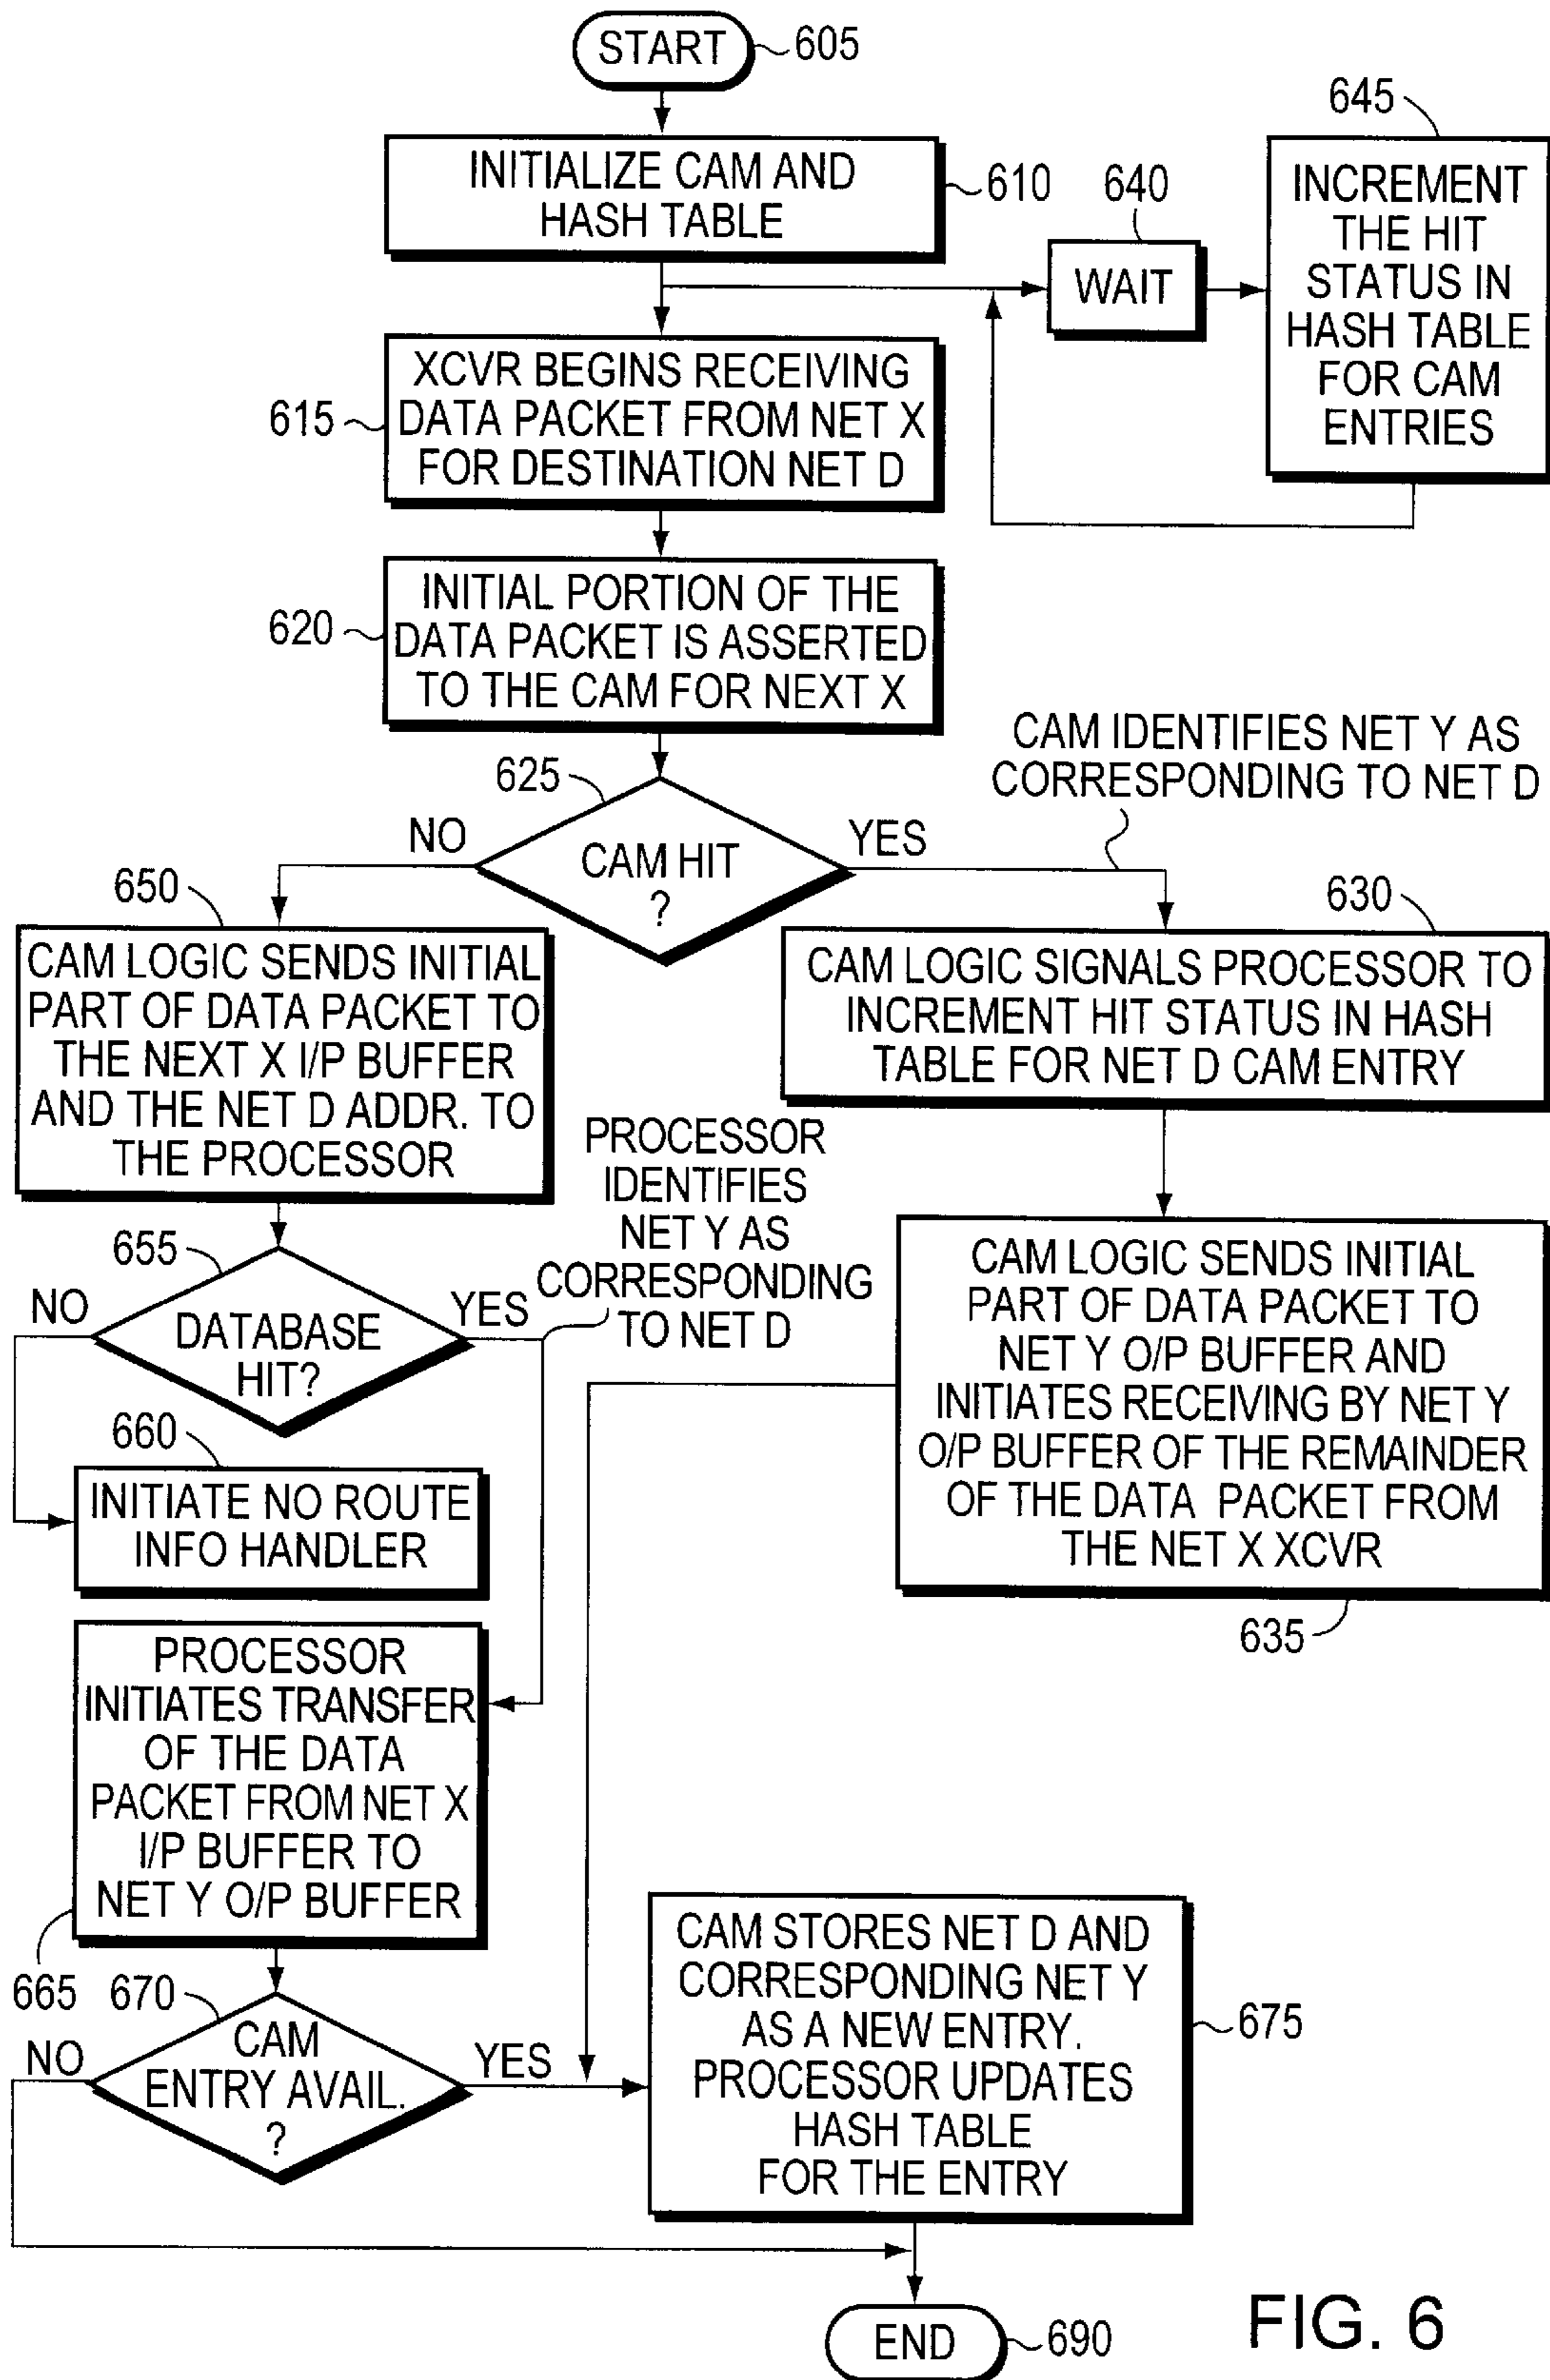 START
605
INITIALIZE CAM AND
HASH TABLE
610
640
WAIT
645
INCREMENT
THE HIT
STATUS IN
HASH TABLE
FOR CAM
ENTRIES
615
XCVR BEGINS RECEIVING
DATA PACKET FROM NET X
FOR DESTINATION NET D
620
INITIAL PORTION OF THE
DATA PACKET IS ASSERTED
TO THE CAM FOR NEXT X
625
CAM HIT
?
NO
YES
CAM IDENTIFIES NET Y AS
CORRESPONDING TO NET D
650
CAM LOGIC SENDS INITIAL
PART OF DATA PACKET TO
THE NEXT X I/P BUFFER
AND THE NET D ADDR. TO
THE PROCESSOR
630
CAM LOGIC SIGNALS PROCESSOR TO
INCREMENT HIT STATUS IN HASH
TABLE FOR NET D CAM ENTRY
655
DATABASE
HIT?
NO
YES
PROCESSOR
IDENTIFIES
NET Y AS
CORRESPONDING
TO NET D
CAM LOGIC SENDS INITIAL
PART OF DATA PACKET TO
NET Y O/P BUFFER AND
INITIATES RECEIVING BY NET Y
O/P BUFFER OF THE REMAINDER
OF THE DATA PACKET FROM
THE NET X XCVR
635
660
INITIATE NO ROUTE
INFO HANDLER
PROCESSOR
INITIATES TRANSFER
OF THE DATA
PACKET FROM NET X
I/P BUFFER TO
NET Y O/P BUFFER
665
670
CAM
ENTRY AVAIL.
?
NO
YES
CAM STORES NET D AND
CORRESPONDING NET Y
AS A NEW ENTRY.
PROCESSOR UPDATES
HASH TABLE
FOR THE ENTRY
675
END
690
FIG. 6